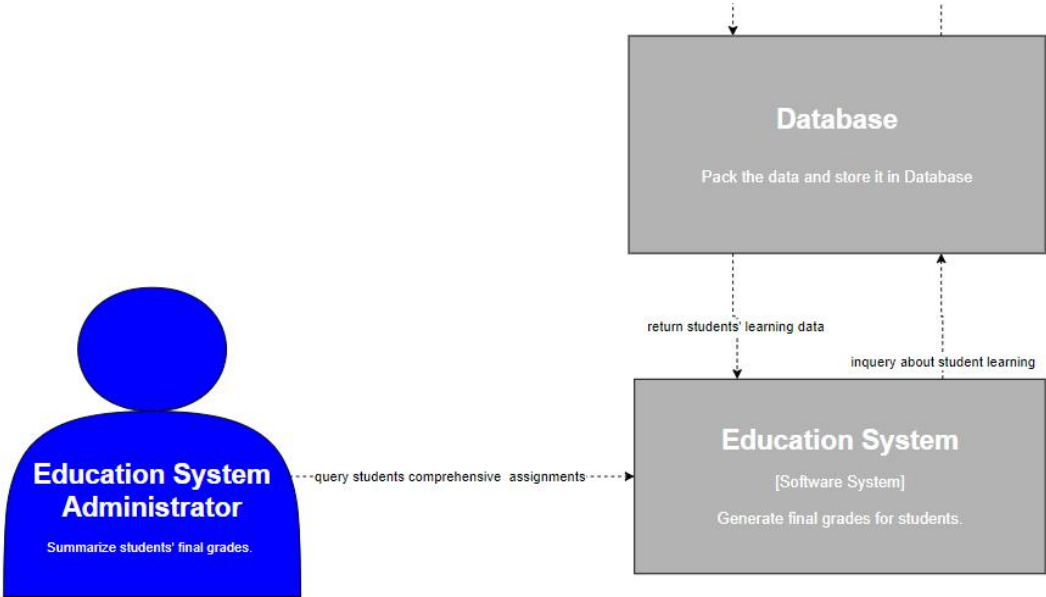 Database
Pack the data and store it in Database
return students' learning data
inquery about student learning
Education System
Administrator
Summarize students' final grades.
query students comprehensive assignments
Education System
[Software System]
Generate final grades for students.